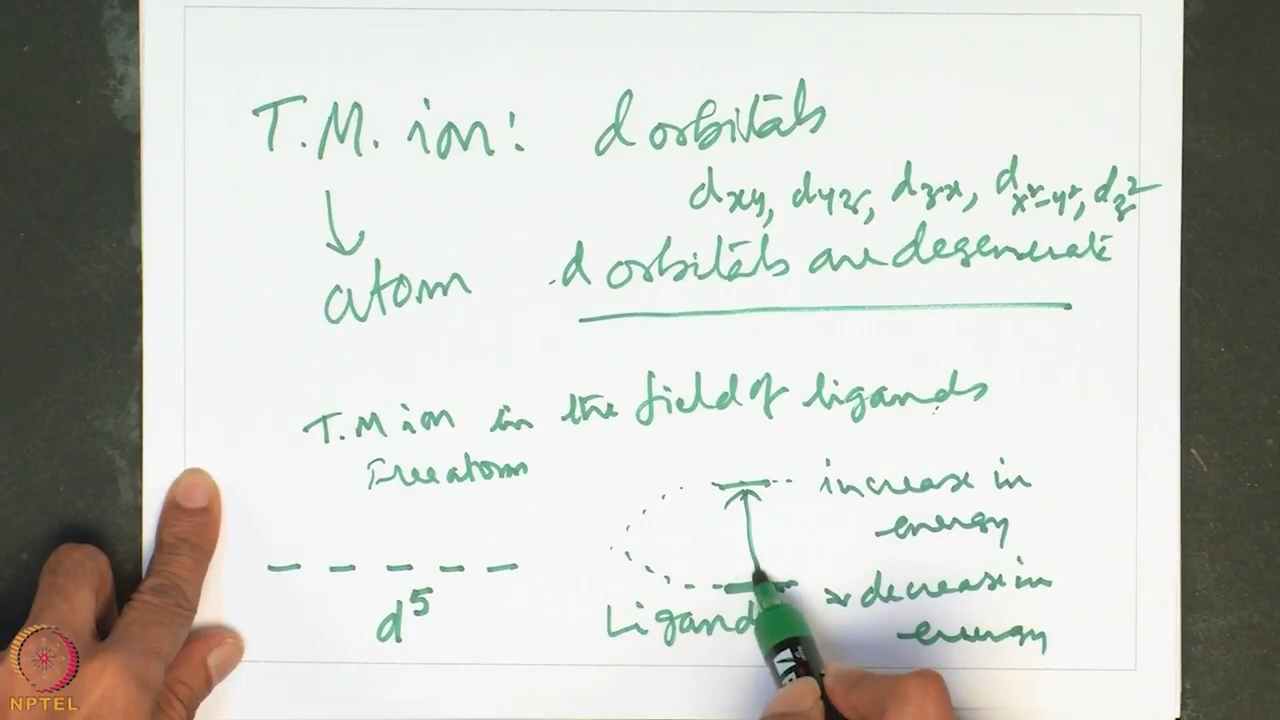 T.M. ion: d orbitals
dxy, dyz, dzx, dx²-y², dz²
atom d orbitals are degenerate
T.M ion in the field of ligands
Free atom
increase in
energy
decrease in
d⁵ Ligand energy
NPTEL